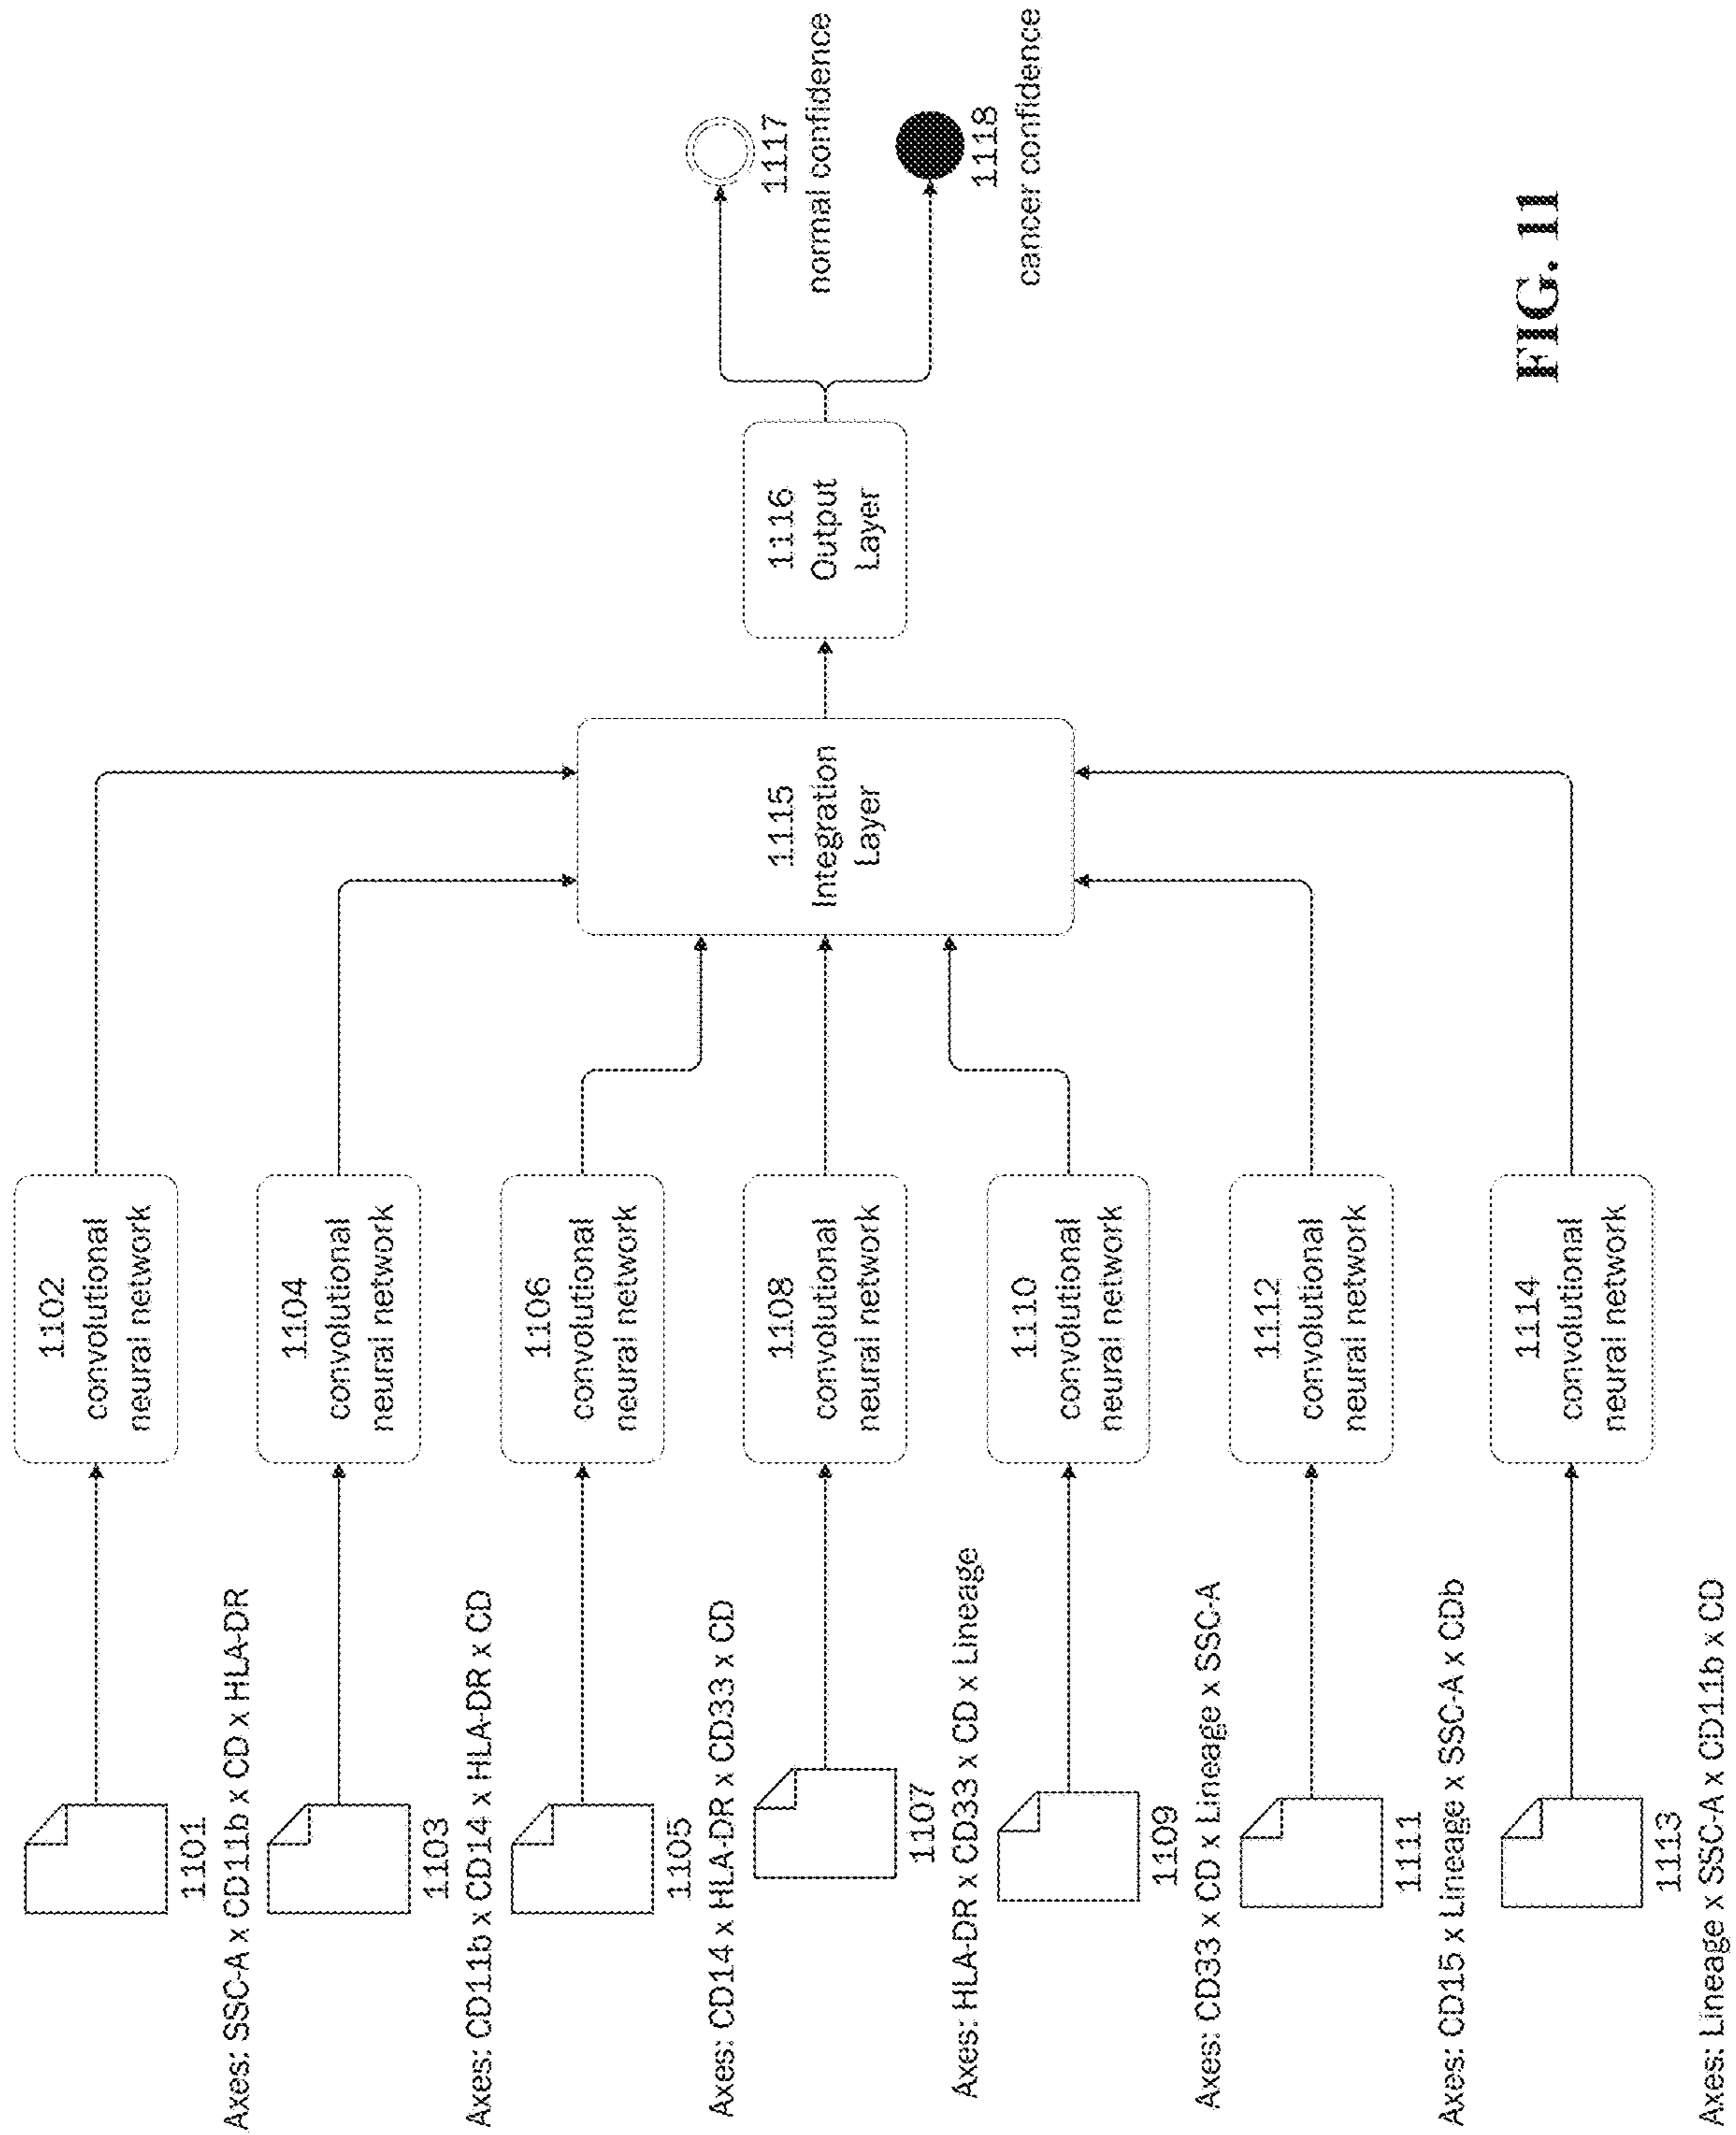 1101
Axes: SSC-A x CD11b x CD x HLA-DR
1102
convolutional
neural network
1103
Axes: CD11b x CD14 x HLA-DR x CD
1104
convolutional
neural network
1105
Axes: CD14 x HLA-DR x CD33 x CD
1106
convolutional
neural network
1107
Axes: HLA-DR x CD33 x CD x Lineage
1108
convolutional
neural network
1109
Axes: CD33 x CD x Lineage x SSC-A
1110
convolutional
neural network
1111
Axes: CD15 x Lineage x SSC-A x CDb
1112
convolutional
neural network
1113
Axes: Lineage x SSC-A x CD11b x CD
1114
convolutional
neural network
1115
Integration
Layer
1116
Output
Layer
1117
normal confidence
1118
cancer confidence
FIG. 11